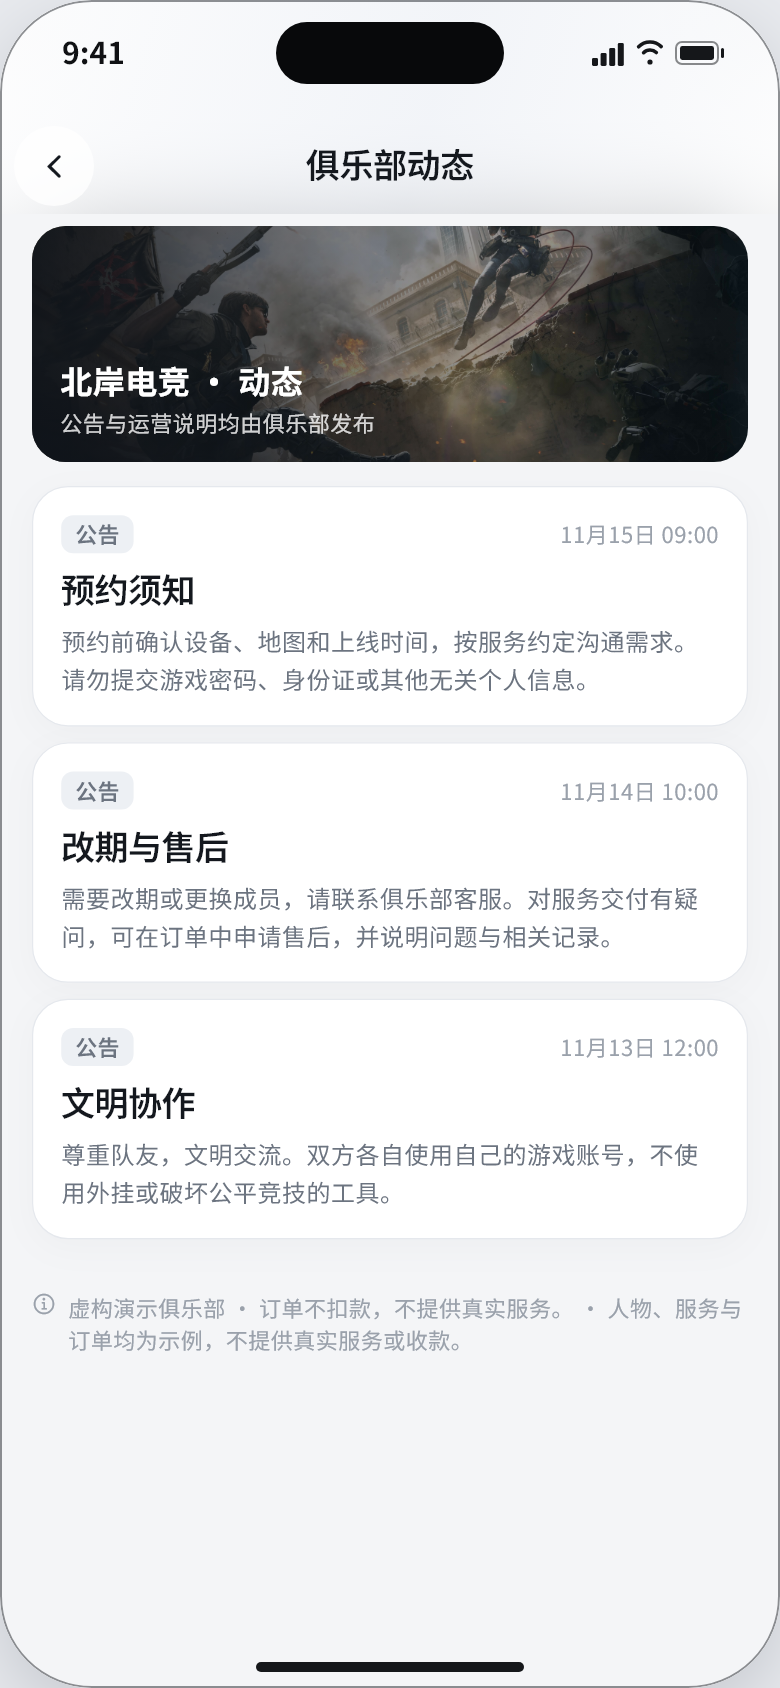 9:41
俱乐部动态
北岸电竞 · 动态
公告与运营说明均由俱乐部发布
公告
11月15日 09:00
预约须知
预约前确认设备、地图和上线时间，按服务约定沟通需求。
请勿提交游戏密码、身份证或其他无关个人信息。
公告
11月14日 10:00
改期与售后
需要改期或更换成员，请联系俱乐部客服。对服务交付有疑
问，可在订单中申请售后，并说明问题与相关记录。
公告
11月13日 12:00
文明协作
尊重队友，文明交流。双方各自使用自己的游戏账号，不使
用外挂或破坏公平竞技的工具。
虚构演示俱乐部 · 订单不扣款，不提供真实服务。 · 人物、服务与
订单均为示例，不提供真实服务或收款。